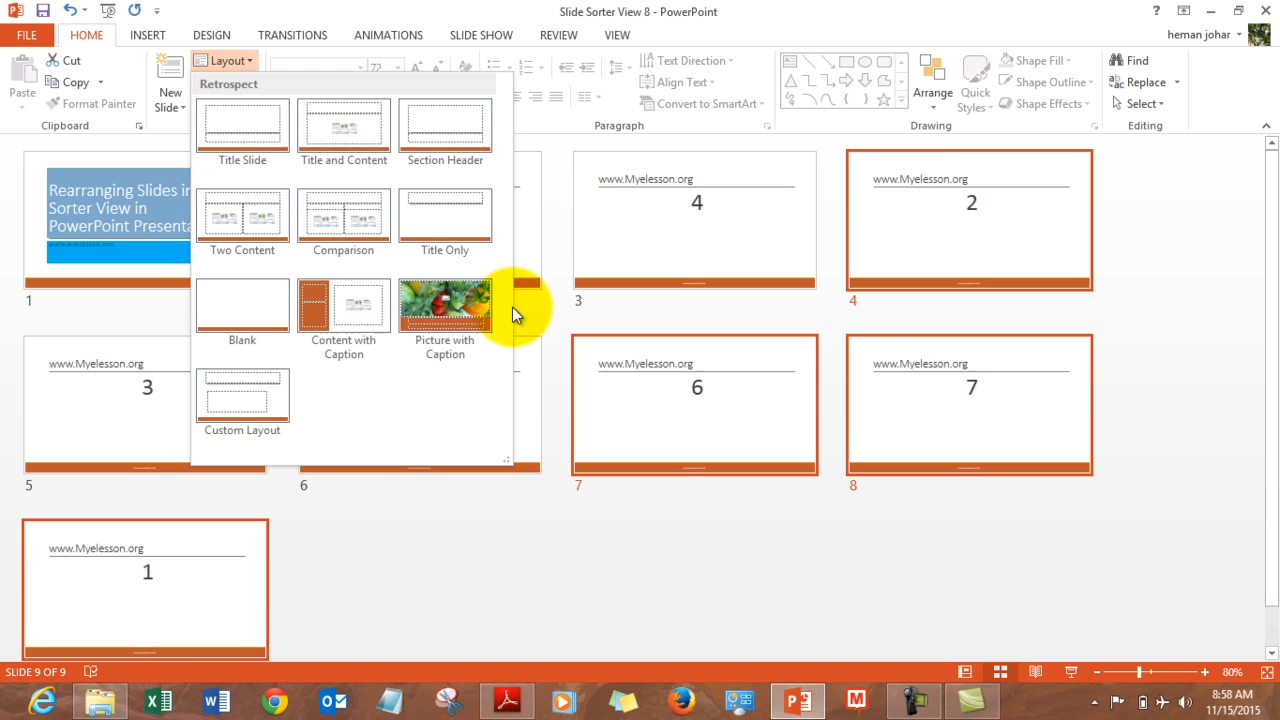 Slide Sorter View 8 - PowerPoint
FILE
HOME
INSERT
DESIGN
TRANSITIONS
ANIMATIONS
SLIDE SHOW
REVIEW
VIEW
heman johar
Paste
Cut
Copy
Format Painter
Clipboard
New
Slide
Layout
72
Text Direction
Align Text
Convert to SmartArt
Paragraph
Arrange
Quick
Styles
Shape Fill
Shape Outline
Shape Effects
Drawing
Find
Replace
Select
Editing
Retrospect
Title Slide
Title and Content
Section Header
Two Content
Comparison
Title Only
Blank
Content with
Caption
Picture with
Caption
Custom Layout
Rearranging Slides in
Sorter View in
PowerPoint Presenta
1
www.Myelesson.org
4
3
www.Myelesson.org
2
4
www.Myelesson.org
3
5
6
www.Myelesson.org
6
7
www.Myelesson.org
7
8
www.Myelesson.org
1
SLIDE 9 OF 9
80%
8:58 AM
11/15/2015